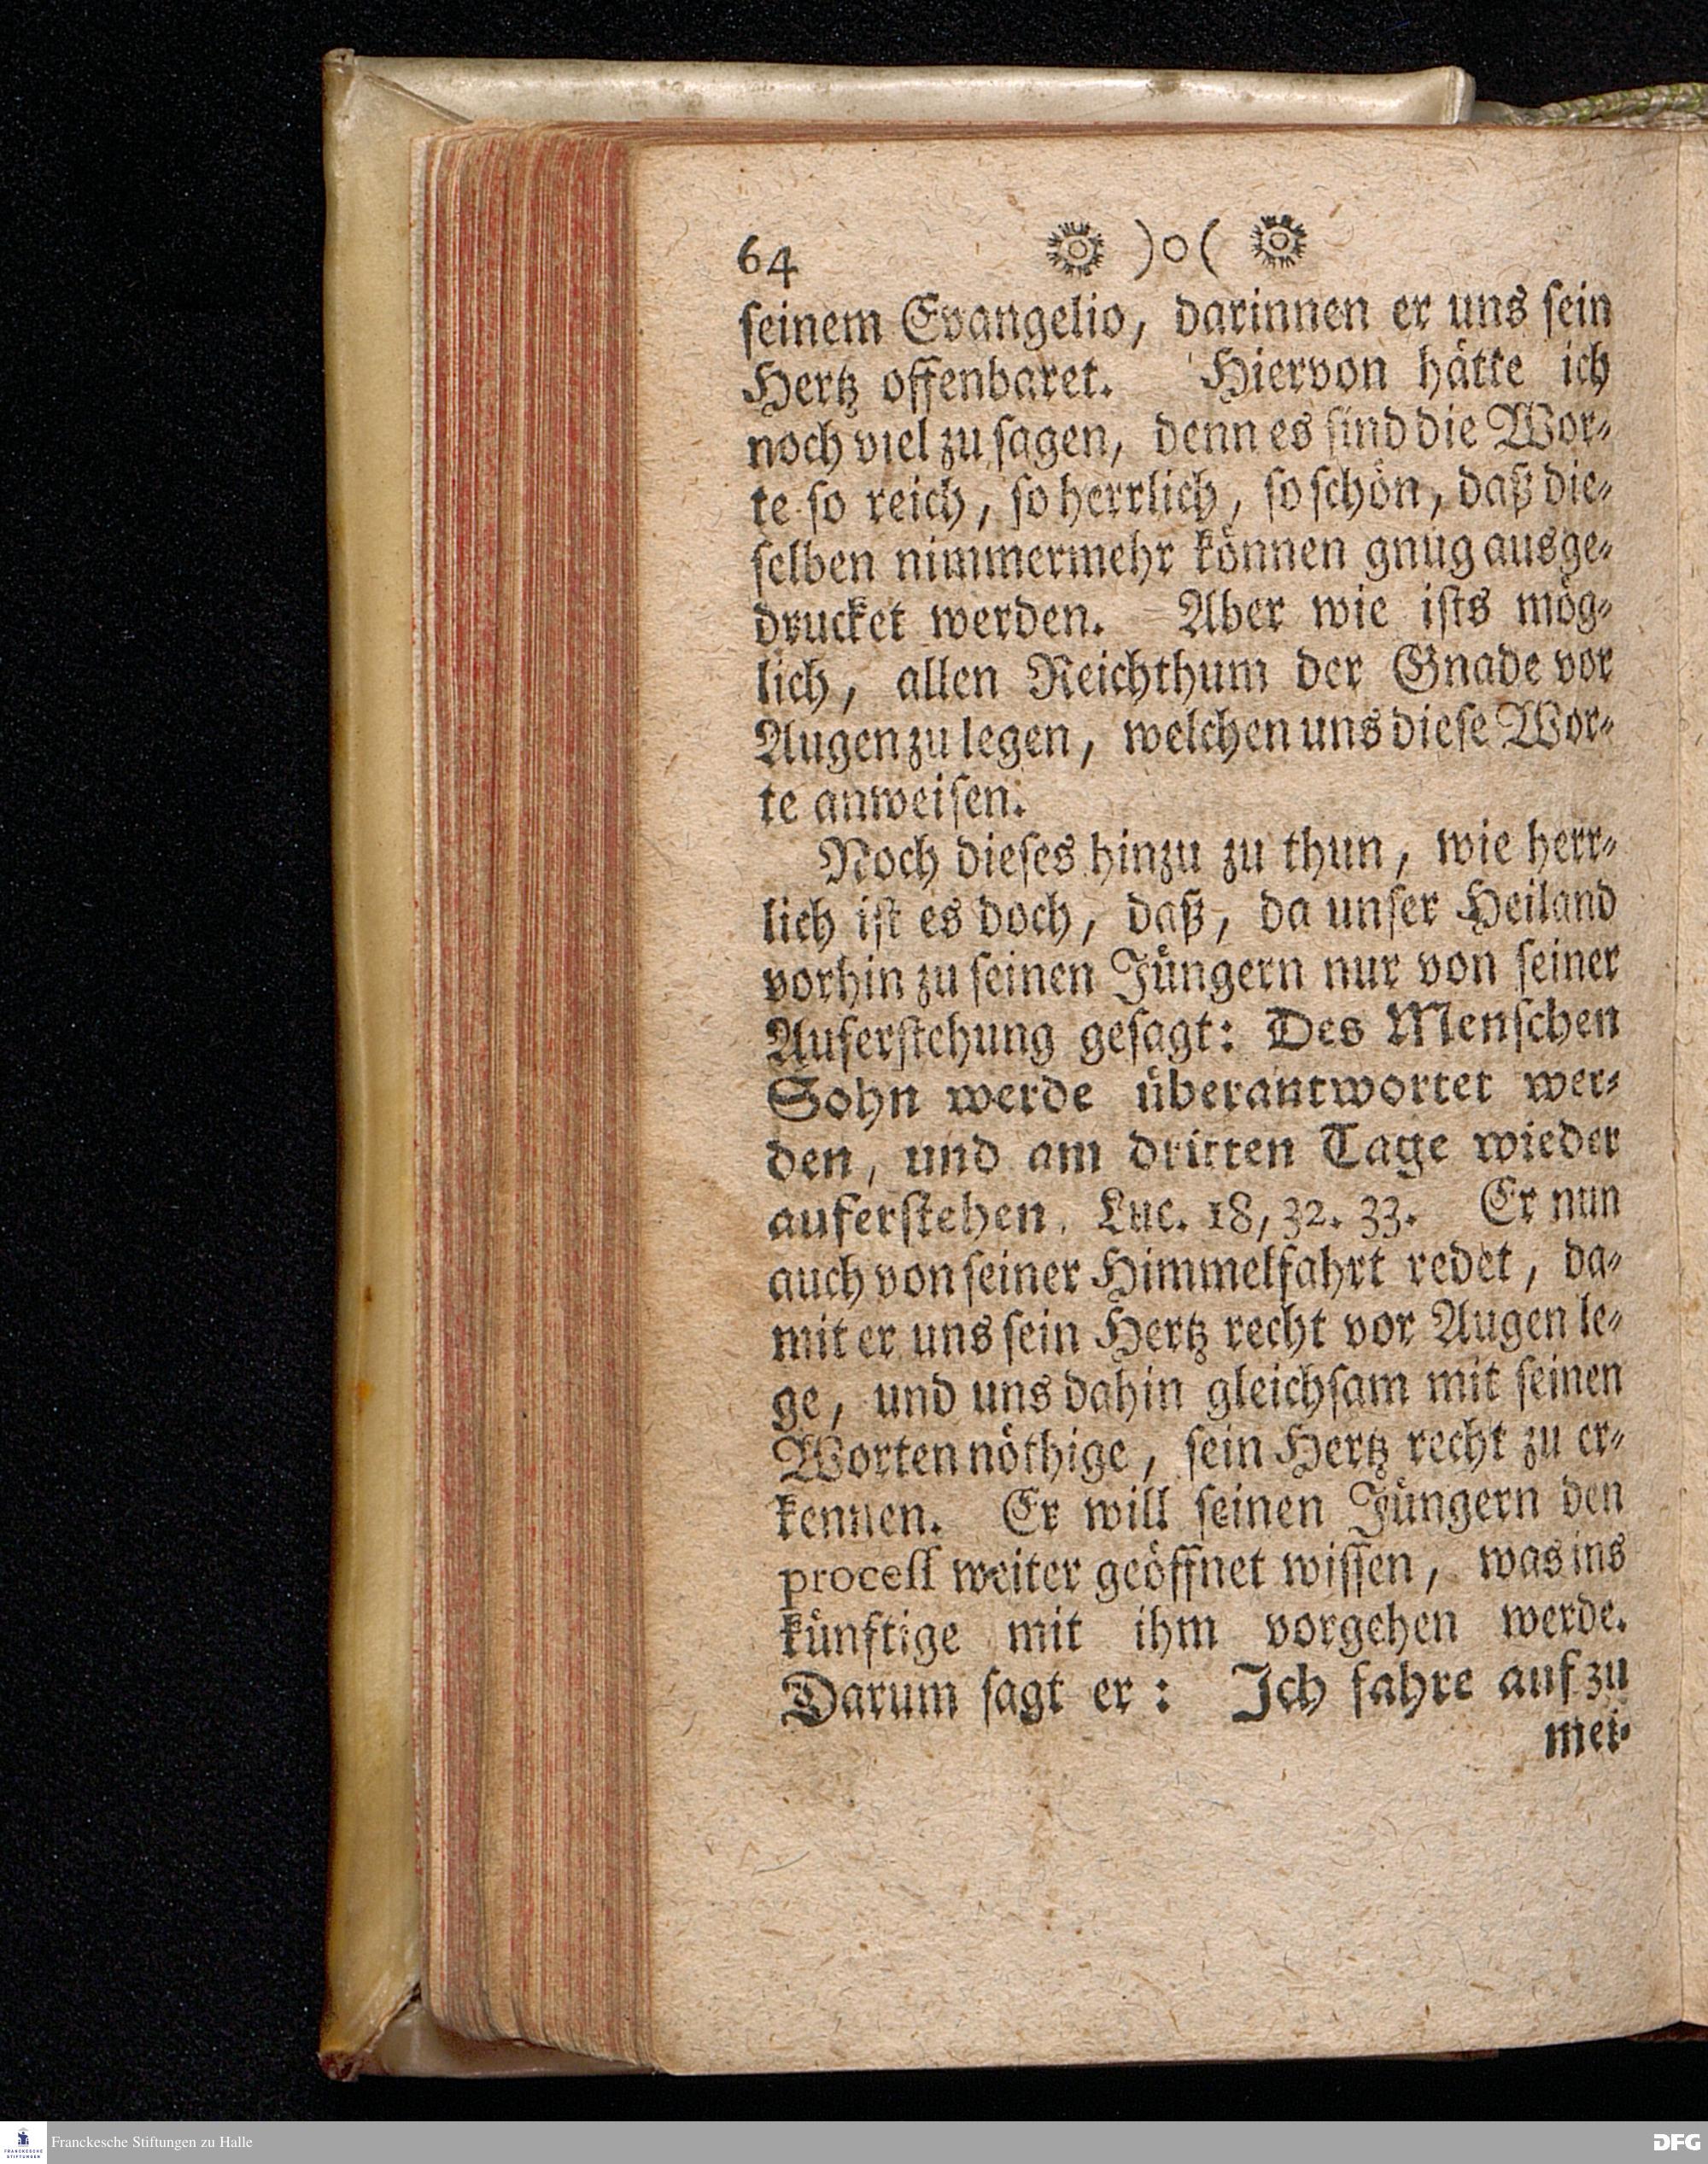 64 )o(
seinem Evangelio, darinnen er uns sein
Hertz offenbaret. Hiervon hätte ich
noch viel zu sagen, denn es sind die Wor-
te so reich, so herrlich, so schön, daß die-
selben nimmermehr können gnug ausge-
drucket werden. Aber wie ists mög-
lich, allen Reichthum der Gnade vor
Augen zu legen, welchen uns diese Wor-
te anweisen.
Noch dieses hinzu zu thun, wie herr-
lich ist es doch, daß, da unser Heiland
vorhin zu seinen Jüngern nur von seiner
Auferstehung gesagt: Des Menschen
Sohn werde überantwortet wer-
den, und am dritten Tage wieder
auferstehen. Luc. 18, 32. 33. Er nun
auch von seiner Himmelfahrt redet, da-
mit er uns sein Hertz recht vor Augen le-
ge, und uns dahin gleichsam mit seinen
Worten nöthige, sein Hertz recht zu er-
kennen. Er will seinen Jüngern den
process weiter geöffnet wissen, was ins
künftige mit ihm vorgehen werde.
Darum sagt er: Ich fahre auf zu
mei-
FRANCKESCHE STIFTUNGEN
Franckesche Stiftungen zu Halle
DFG